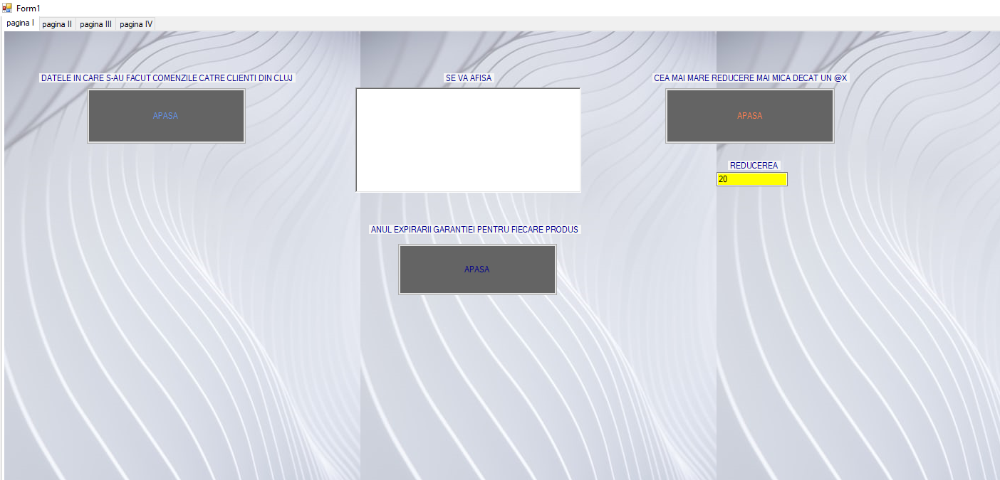 Form1
pagina I
pagina II
pagina III
pagina IV
DATELE IN CARE S-AU FACUT COMENZILE CATRE CLIENTI DIN CLUJ
APASA
SE VA AFISA
CEA MAI MARE REDUCERE MAI MICA DECAT UN @X
APASA
REDUCEREA
20
ANUL EXPIRARII GARANTIEI PENTRU FIECARE PRODUS
APASA